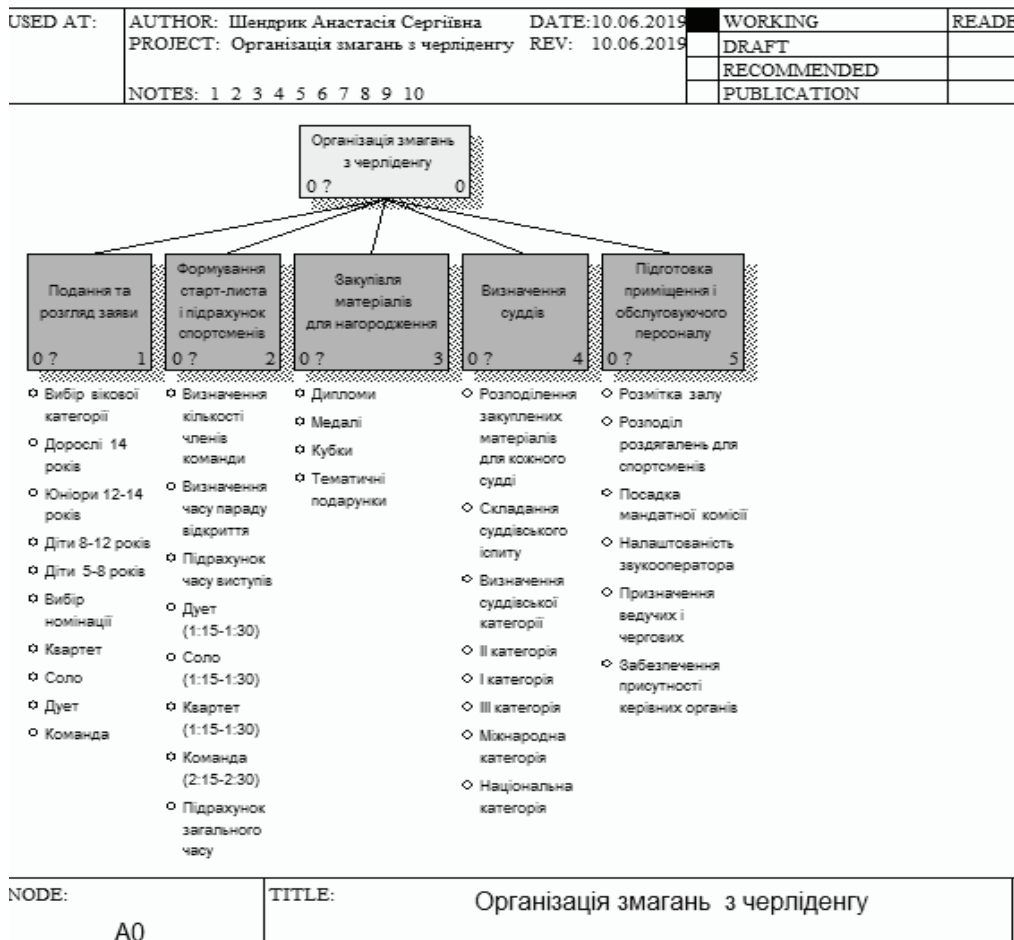 USED AT:
AUTHOR: Шендрик Анастасія Сергіївна
DATE:10.06.2019
WORKING
READE
PROJECT: Організація змагань з черліденгу
REV: 10.06.2019
DRAFT
RECOMMENDED
NOTES: 1 2 3 4 5 6 7 8 9 10
PUBLICATION
Організація змагань
з черліденгу
0 ?
0
Подання та
розгляд заяви
0 ?
1
Формування
старт-листа
і підрахунок
спортсменів
0 ?
2
Закупівля
матеріалів
для нагородження
0 ?
3
Визначення
суддів
0 ?
4
Підготовка
приміщення і
обслуговуючого
персоналу
0 ?
5
Вибір вікової
категорії
Дорослі 14
років
Юніори 12-14
років
Діти 8-12 років
Діти 5-8 років
Вибір
номінації
Квартет
Соло
Дует
Команда
Визначення
кількості
членів
команди
Визначення
часу параду
відкриття
Підрахунок
часу виступів
Дует
(1:15-1:30)
Соло
(1:15-1:30)
Квартет
(1:15-1:30)
Команда
(2:15-2:30)
Підрахунок
загального
часу
Дипломи
Медалі
Кубки
Тематичні
подарунки
Розподілення
закуплених
матеріалів
для кожного
судді
Складання
суддівського
іспиту
Визначення
суддівської
категорії
II категорія
I категорія
III категорія
Міжнародна
категорія
Національна
категорія
Розмітка залу
Розподіл
роздягалень для
спортсменів
Посадка
мандатної комісії
Налаштованість
звукооператора
Призначення
ведучих і
чергових
Забезпечення
присутності
керівних органів
NODE:
A0
TITLE:
Організація змагань з черліденгу